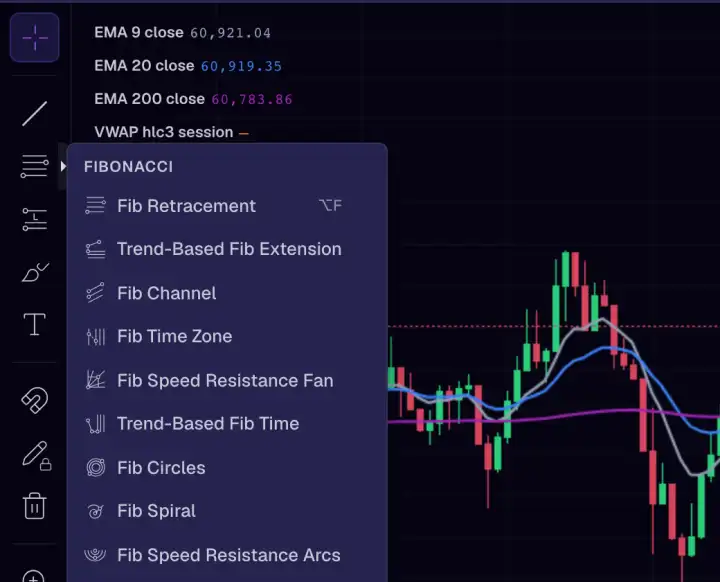 EMA 9 close 60,921.04
EMA 20 close 60,919.35
EMA 200 close 60,783.86
VWAP hlc3 session —
FIBONACCI
Fib Retracement ⌥F
Trend-Based Fib Extension
Fib Channel
Fib Time Zone
Fib Speed Resistance Fan
Trend-Based Fib Time
Fib Circles
Fib Spiral
Fib Speed Resistance Arcs